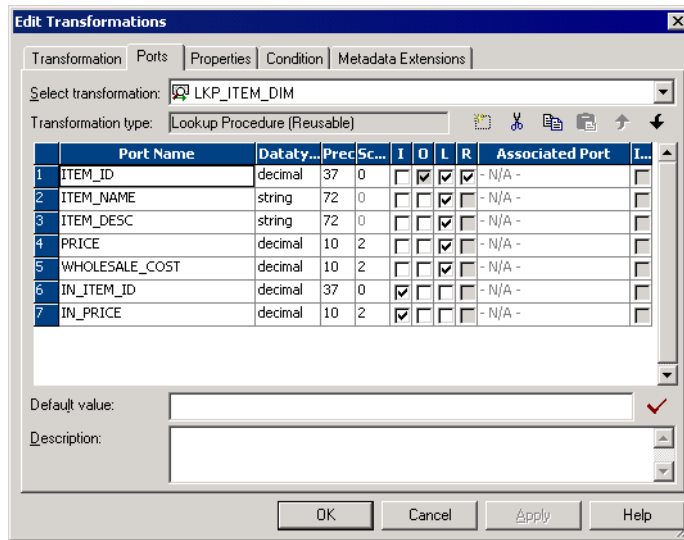 Edit Transformations
Transformation Ports Properties Condition Metadata Extensions
Select transformation: LKP_ITEM_DIM
Transformation type: Lookup Procedure (Reusable)
Port Name Dataty... Prec Sc... I O L R Associated Port I...
1 ITEM_ID decimal 37 0 - N/A -
2 ITEM_NAME string 72 0 - N/A -
3 ITEM_DESC string 72 0 - N/A -
4 PRICE decimal 10 2 - N/A -
5 WHOLESALE_COST decimal 10 2 - N/A -
6 IN_ITEM_ID decimal 37 0 - N/A -
7 IN_PRICE decimal 10 2 - N/A -
Default value:
Description:
OK Cancel Apply Help